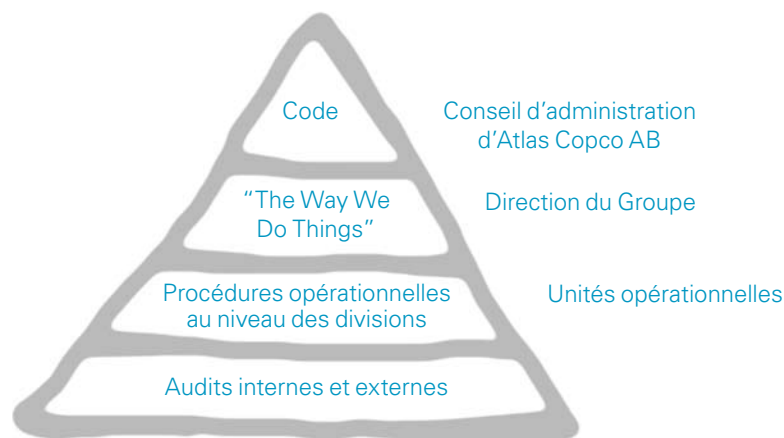 Code
Conseil d’administration
d’Atlas Copco AB
“The Way We
Do Things”
Direction du Groupe
Procédures opérationnelles
au niveau des divisions
Unités opérationnelles
Audits internes et externes